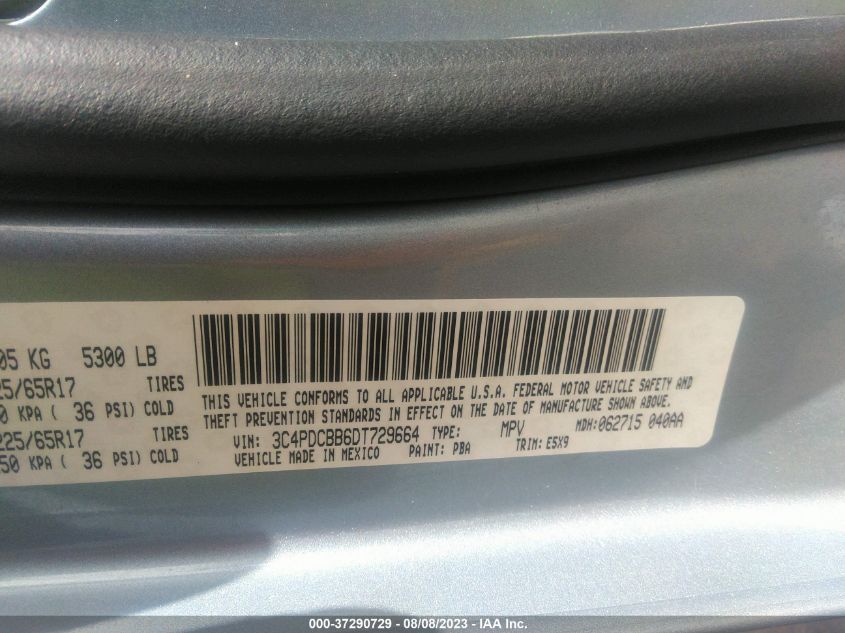 05 KG 5300 LB
25/65R17 TIRES
0 KPA ( 36 PSI) COLD
225/65R17 TIRES
50 KPA ( 36 PSI) COLD
THIS VEHICLE CONFORMS TO ALL APPLICABLE U.S.A. FEDERAL MOTOR VEHICLE SAFETY AND
THEFT PREVENTION STANDARDS IN EFFECT ON THE DATE OF MANUFACTURE SHOWN ABOVE.
VIN: 3C4PDCBB6DT729664 TYPE: MPV MDH:062715 040AA
VEHICLE MADE IN MEXICO PAINT: PBA TRIM: E5X9
000-37290729 - 08/08/2023 - IAA Inc.